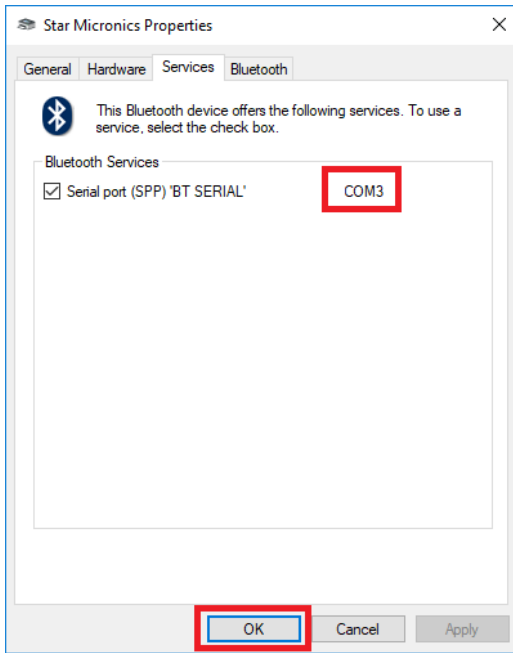 Star Micronics Properties
General Hardware Services Bluetooth
This Bluetooth device offers the following services. To use a
service, select the check box.
Bluetooth Services
Serial port (SPP) 'BT SERIAL' COM3
OK Cancel Apply